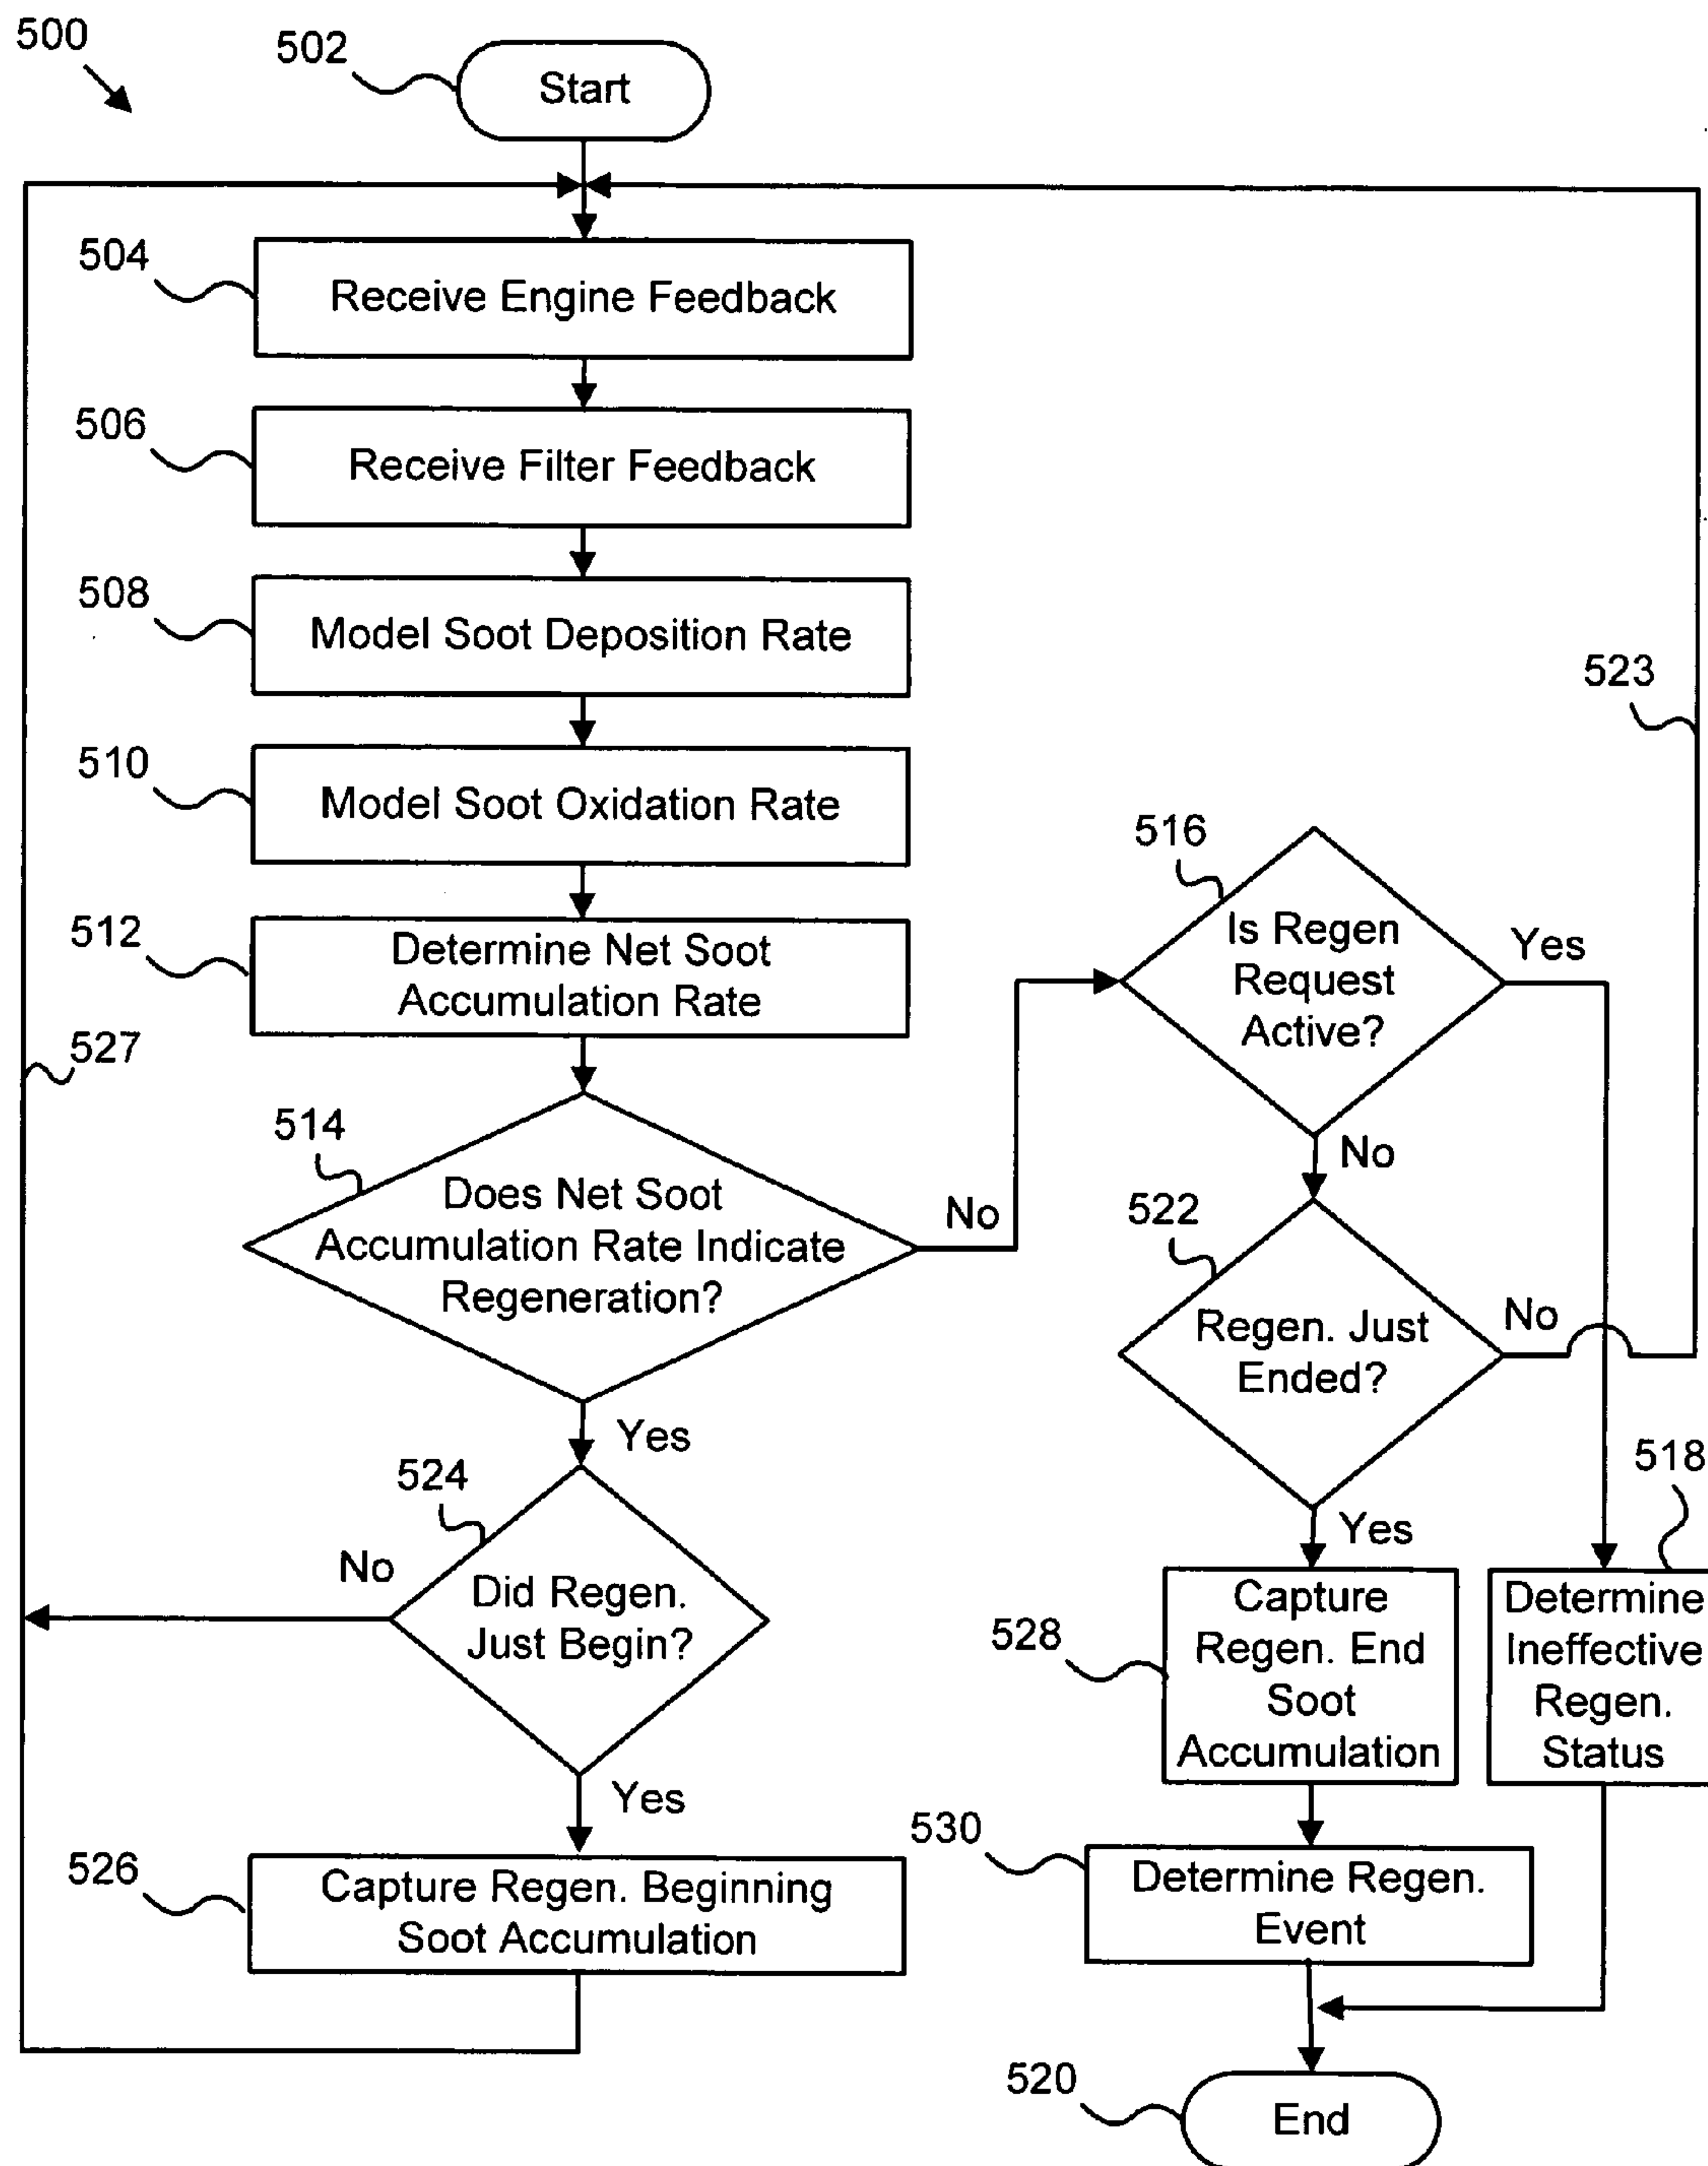 500
502
Start
504
Receive Engine Feedback
506
Receive Filter Feedback
508
Model Soot Deposition Rate
523
510
Model Soot Oxidation Rate
516
Is Regen
Request
Active?
Yes
512
Determine Net Soot
Accumulation Rate
527
514
Does Net Soot
Accumulation Rate Indicate
Regeneration?
No
No
522
Regen. Just
Ended?
No
Yes
524
Did Regen.
Just Begin?
No
Yes
518
Determine
Ineffective
Regen.
Status
528
Capture
Regen. End
Soot
Accumulation
Yes
526
Capture Regen. Beginning
Soot Accumulation
530
Determine Regen.
Event
520
End